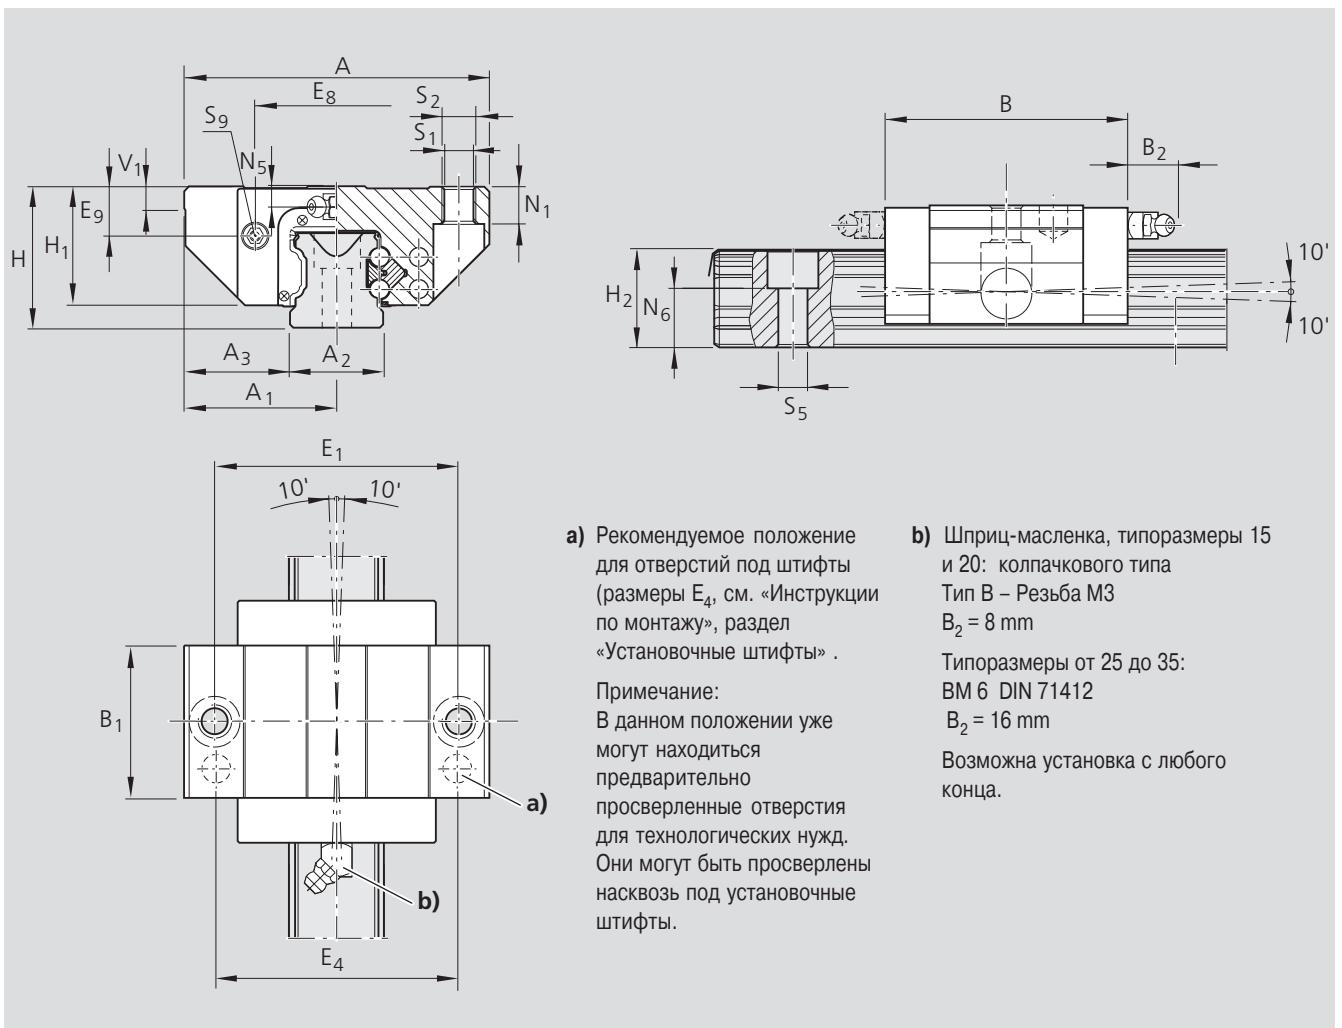 A
E8
S2
S9
S1
V1
N5
E9
N1
H
H1
A3
A2
A1
B
B2
10'
H2
N6
10'
S5
E1
10'
10'
B1
a)
b)
E4
a) Рекомендуемое положение
для отверстий под штифты
(размеры E4, см. «Инструкции
по монтажу», раздел
«Установочные штифты» .
Примечание:
В данном положении уже
могут находиться
предварительно
просверленные отверстия
для технологических нужд.
Они могут быть просверлены
насквозь под установочные
штифты.
b) Шприц-масленка, типоразмеры 15
и 20: колпачкового типа
Тип B – Резьба M3
B2 = 8 mm
Типоразмеры от 25 до 35:
BM 6 DIN 71412
B2 = 16 mm
Возможна установка с любого
конца.